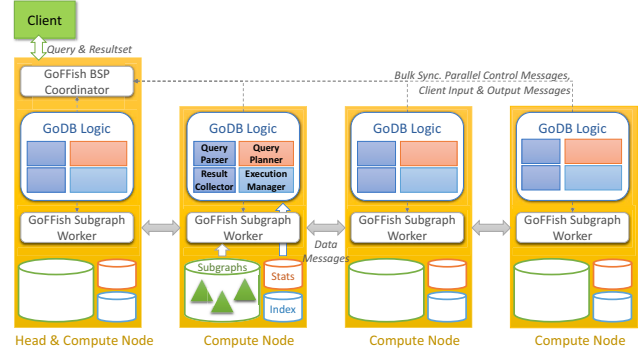 Client
Query & Resultset
GoFFish BSP
Coordinator
Bulk Sync. Parallel Control Messages,
Client Input & Output Messages
GoDB Logic
GoDB Logic
GoDB Logic
GoDB Logic
Query
Parser
Query
Planner
Result
Collector
Execution
Manager
GoFFish Subgraph
Worker
GoFFish Subgraph
Worker
GoFFish Subgraph
Worker
GoFFish Subgraph
Worker
Data
Messages
Subgraphs
Stats
Index
Head & Compute Node
Compute Node
Compute Node
Compute Node